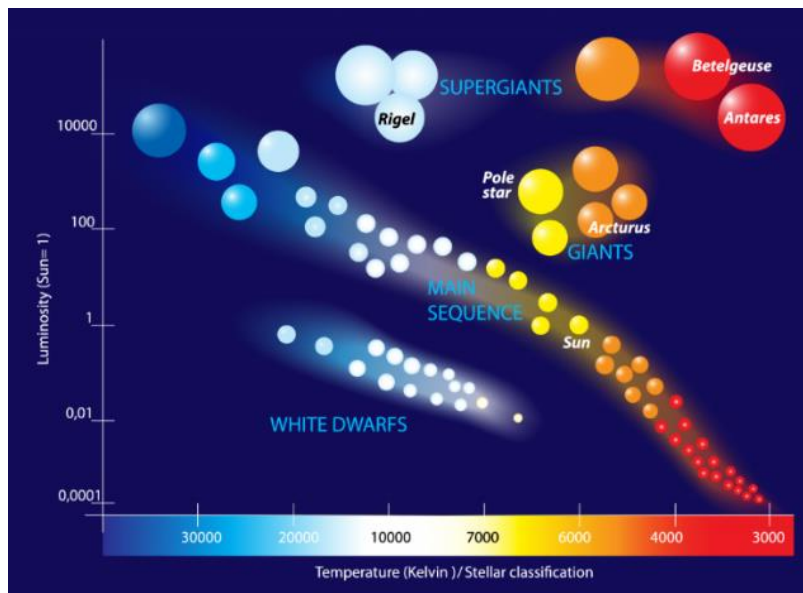 Betelgeuse
SUPERGIANTS
Rigel
Antares
10000
Pole
star
Luminosity (Sun= 1)
100
Arcturus
GIANTS
MAIN
SEQUENCE
1
Sun
0,01
WHITE DWARFS
0,0001
30000 20000 10000 7000 6000 4000 3000
Temperature (Kelvin) / Stellar classification